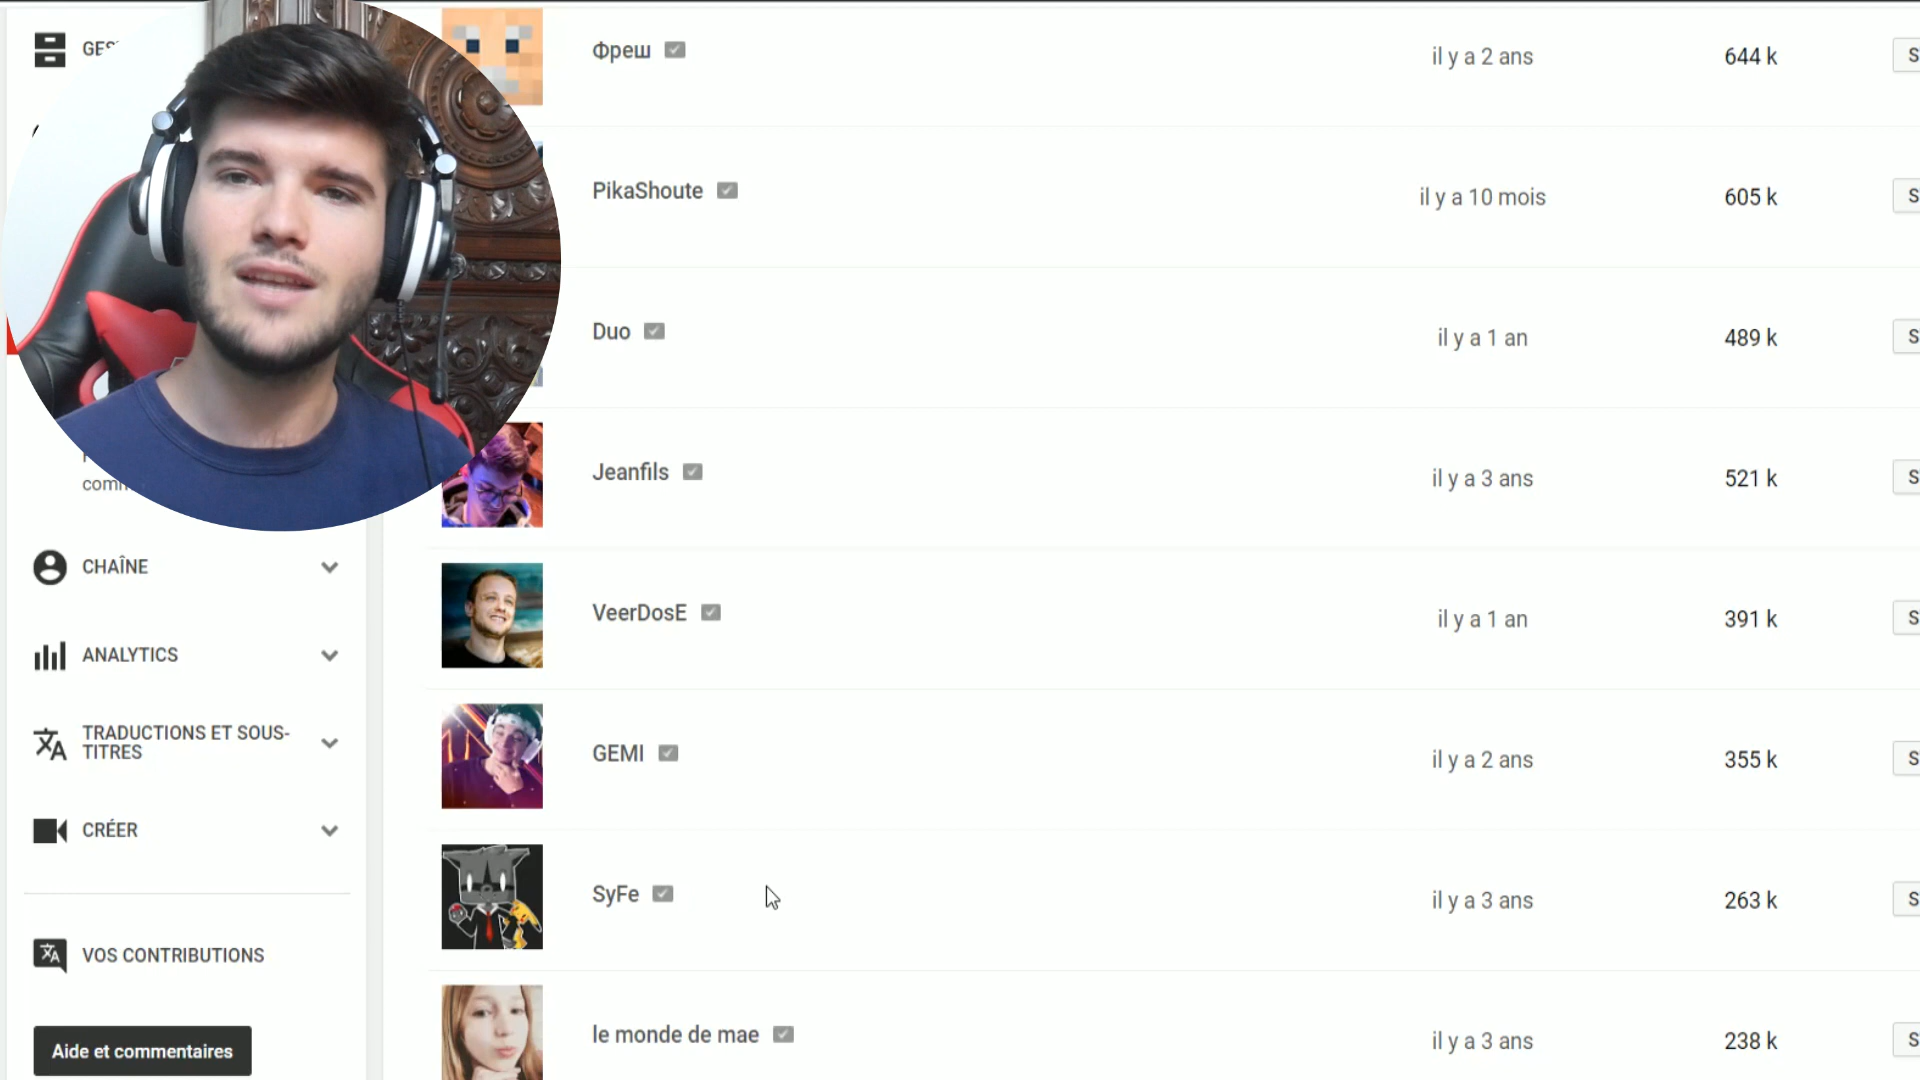 Фреш
il y a 2 ans
644 k
S
PikaShoute
il y a 10 mois
605 k
S
Duo
il y a 1 an
489 k
S
Jeanfils
il y a 3 ans
521 k
S
VeerDosE
il y a 1 an
391 k
S
GEMI
il y a 2 ans
355 k
S
SyFe
il y a 3 ans
263 k
S
le monde de mae
il y a 3 ans
238 k
S
CHAÎNE
ANALYTICS
TRADUCTIONS ET SOUS-
TITRES
CRÉER
VOS CONTRIBUTIONS
Aide et commentaires